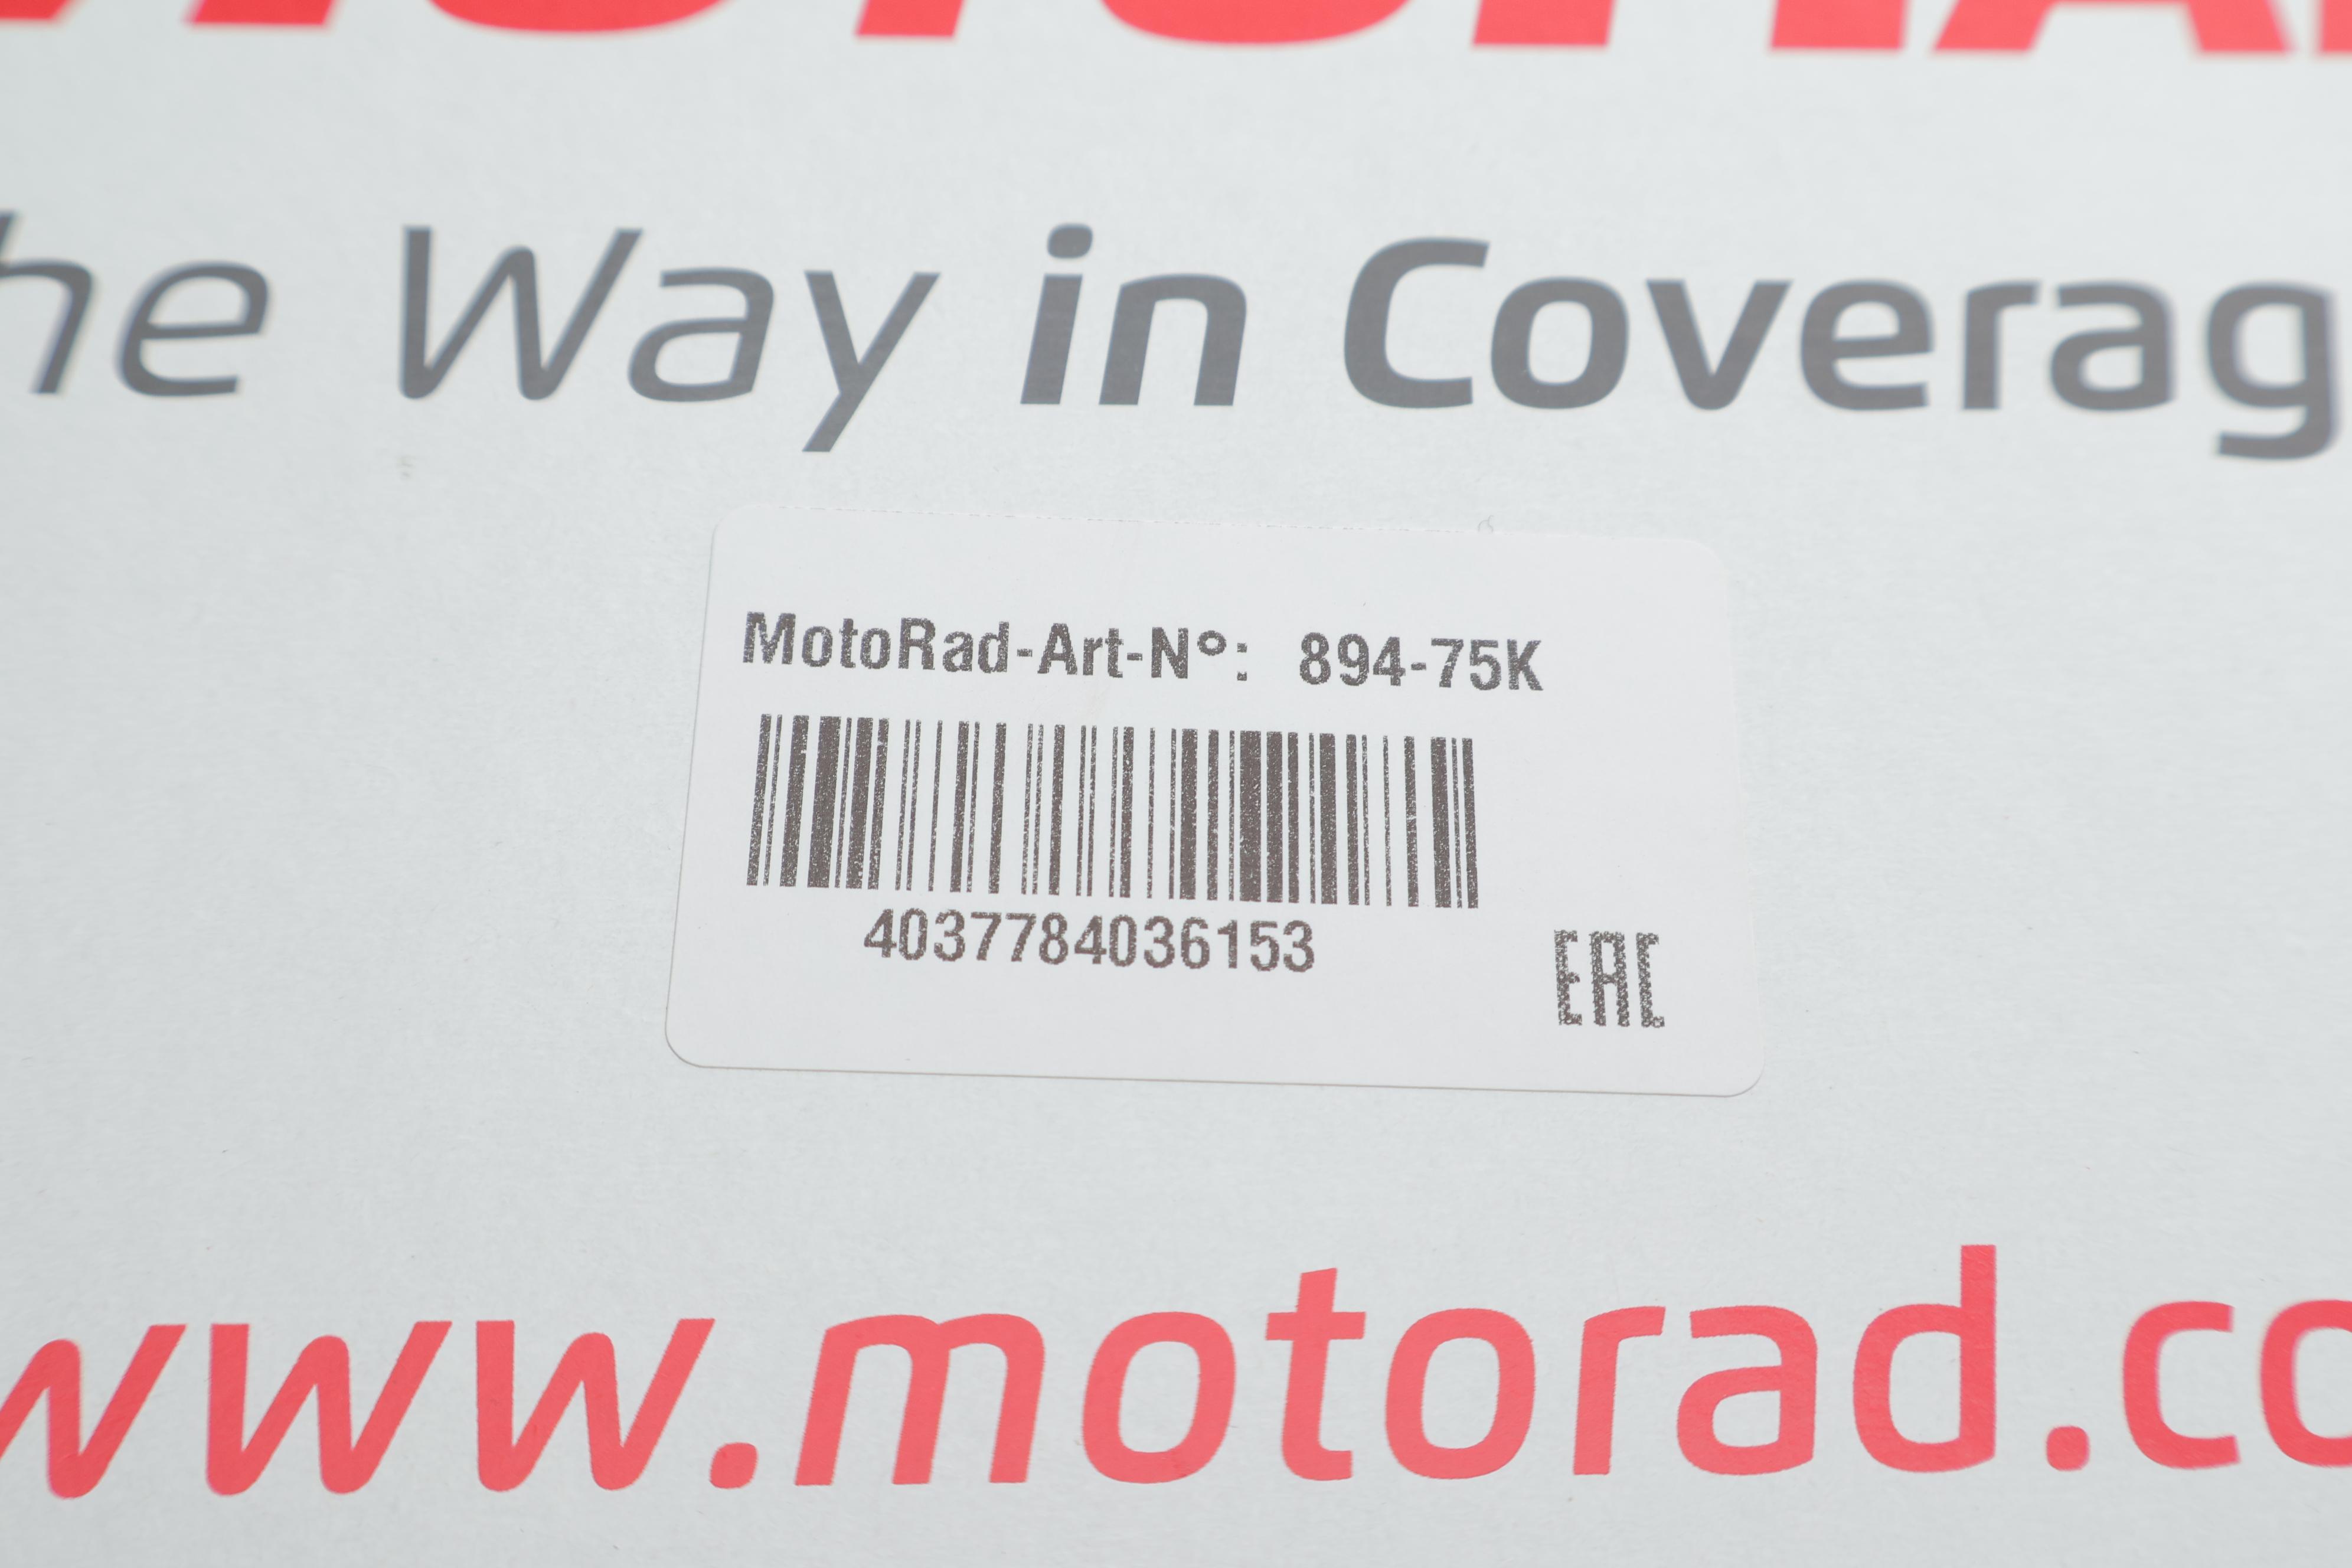 he Way in Coverag
MotoRad-Art-N°: 894-75K
4037784036153
EAC
www.motorad.co